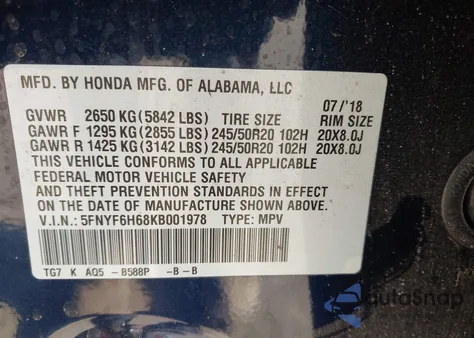 MFD. BY HONDA MFG. OF ALABAMA, LLC
07/'18
GVWR 2650 KG (5842 LBS) TIRE SIZE RIM SIZE
GAWR F 1295 KG (2855 LBS) 245/50R20 102H 20X8.0J
GAWR R 1425 KG (3142 LBS) 245/50R20 102H 20X8.0J
THIS VEHICLE CONFORMS TO ALL APPLICABLE
FEDERAL MOTOR VEHICLE SAFETY
AND THEFT PREVENTION STANDARDS IN EFFECT
ON THE DATE OF MANUFACTURE SHOWN ABOVE.
V.I.N.: 5FNYF6H68KB001978 TYPE: MPV
TG7 K AQ5 -B588P -B-B
autoSnap